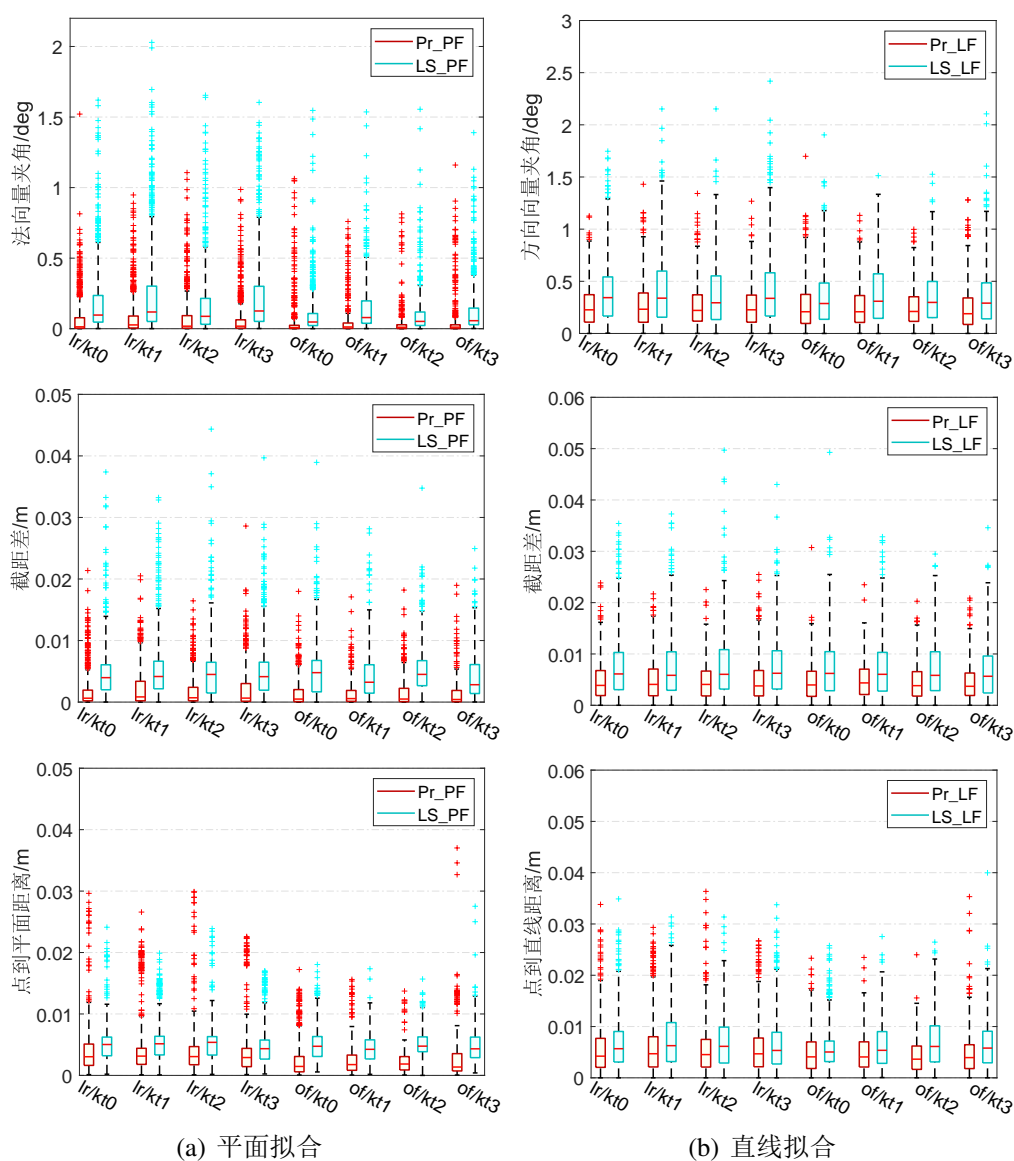 2
1.5
1
0.5
0
法向量夹角/deg
Pr_PF
LS_PF
lr/kt0
lr/kt1
lr/kt2
lr/kt3
of/kt0
of/kt1
of/kt2
of/kt3
3
2.5
2
1.5
1
0.5
0
方向向量夹角/deg
Pr_LF
LS_LF
lr/kt0
lr/kt1
lr/kt2
lr/kt3
of/kt0
of/kt1
of/kt2
of/kt3
0.05
0.04
0.03
0.02
0.01
0
截距差/m
Pr_PF
LS_PF
lr/kt0
lr/kt1
lr/kt2
lr/kt3
of/kt0
of/kt1
of/kt2
of/kt3
0.06
0.05
0.04
0.03
0.02
0.01
0
截距差/m
Pr_LF
LS_LF
lr/kt0
lr/kt1
lr/kt2
lr/kt3
of/kt0
of/kt1
of/kt2
of/kt3
0.05
0.04
0.03
0.02
0.01
0
点到平面距离/m
Pr_PF
LS_PF
lr/kt0
lr/kt1
lr/kt2
lr/kt3
of/kt0
of/kt1
of/kt2
of/kt3
0.06
0.05
0.04
0.03
0.02
0.01
0
点到直线距离/m
Pr_LF
LS_LF
lr/kt0
lr/kt1
lr/kt2
lr/kt3
of/kt0
of/kt1
of/kt2
of/kt3
(a) 平面拟合
(b) 直线拟合